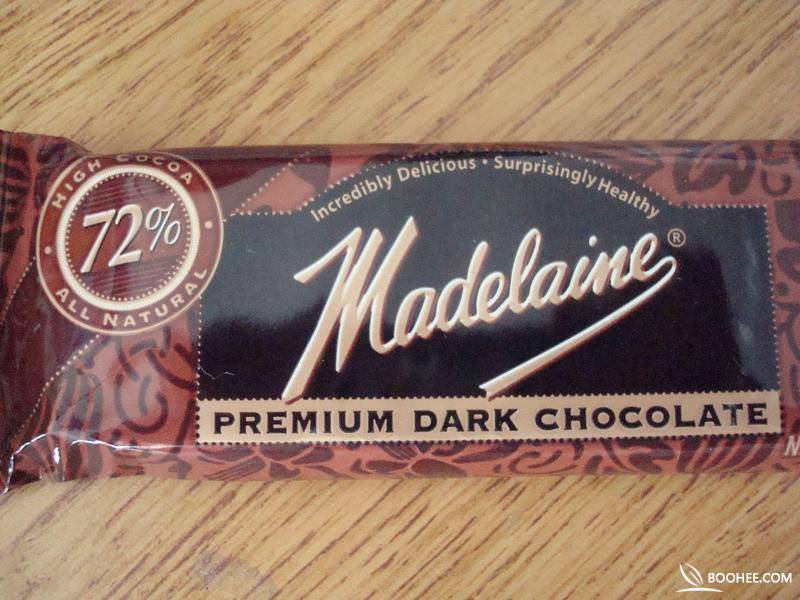 HIGH COCOA
72%
ALL NATURAL
Incredibly Delicious • Surprisingly Healthy
Madelaine®
PREMIUM DARK CHOCOLATE
BOOHEE.COM